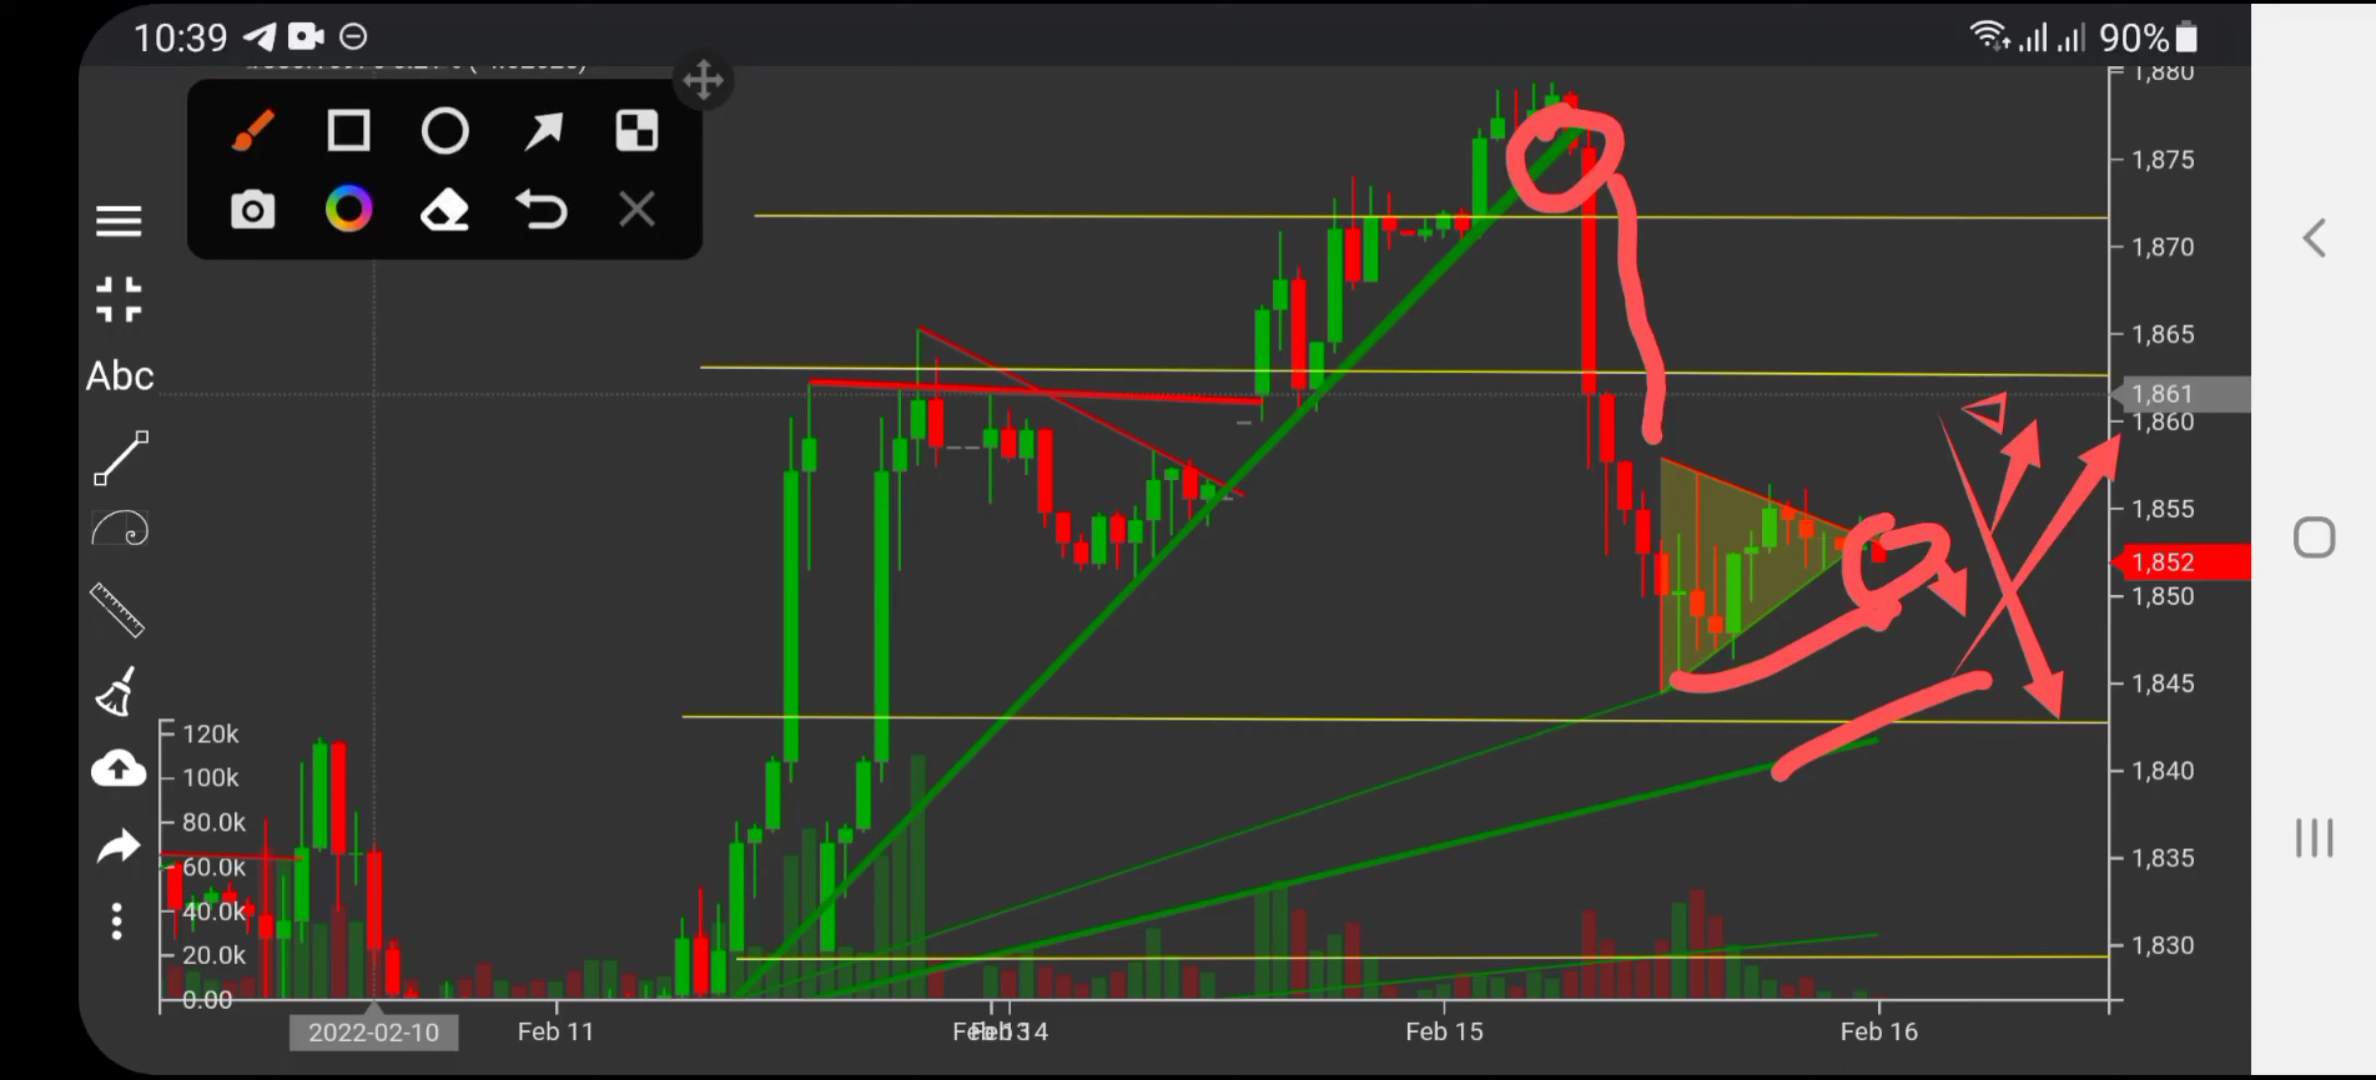 10:39
90%
1,880
1,875
1,870
1,865
1,861
1,860
1,855
1,852
1,850
1,845
1,840
1,835
1,830
Abc
120k
100k
80.0k
60.0k
40.0k
20.0k
0.00
2022-02-10
Feb 11
Feb 14
Feb 15
Feb 16